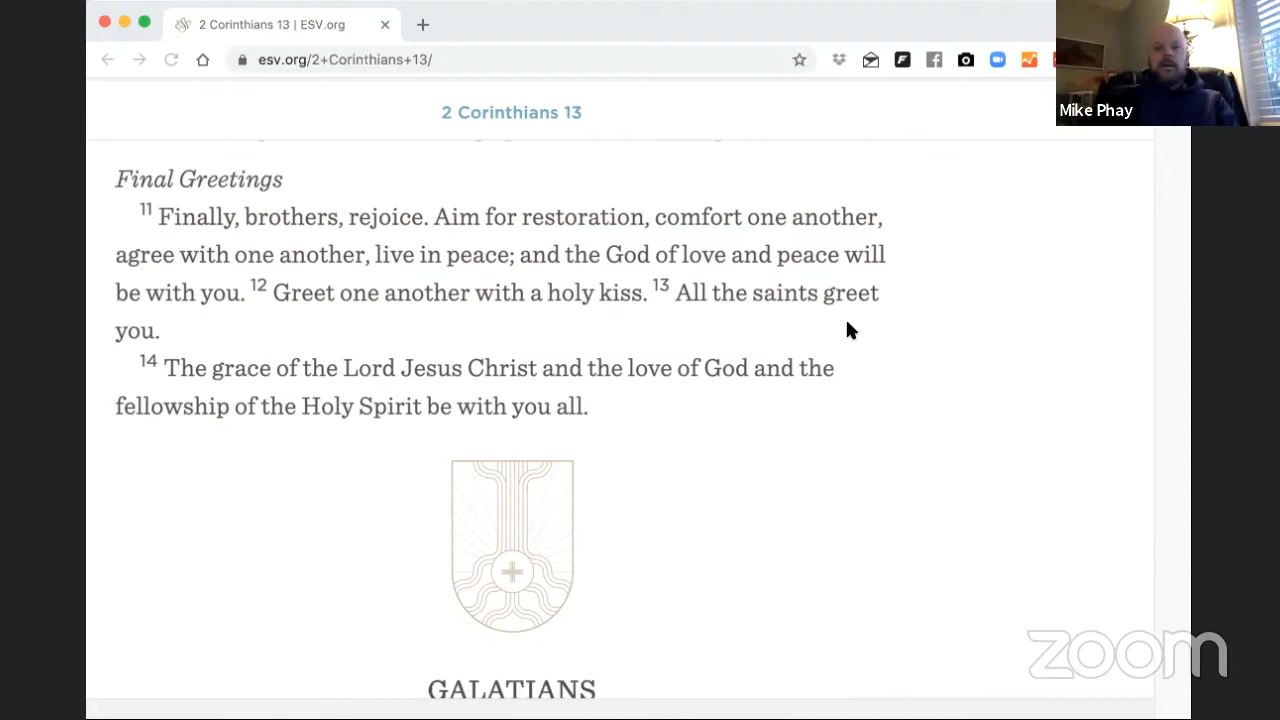 2 Corinthians 13 | ESV.org
esv.org/2+Corinthians+13/
Mike Phay
2 Corinthians 13
Final Greetings
11 Finally, brothers, rejoice. Aim for restoration, comfort one another,
agree with one another, live in peace; and the God of love and peace will
be with you. 12 Greet one another with a holy kiss. 13 All the saints greet
you.
14 The grace of the Lord Jesus Christ and the love of God and the
fellowship of the Holy Spirit be with you all.
GALATIANS
zoom